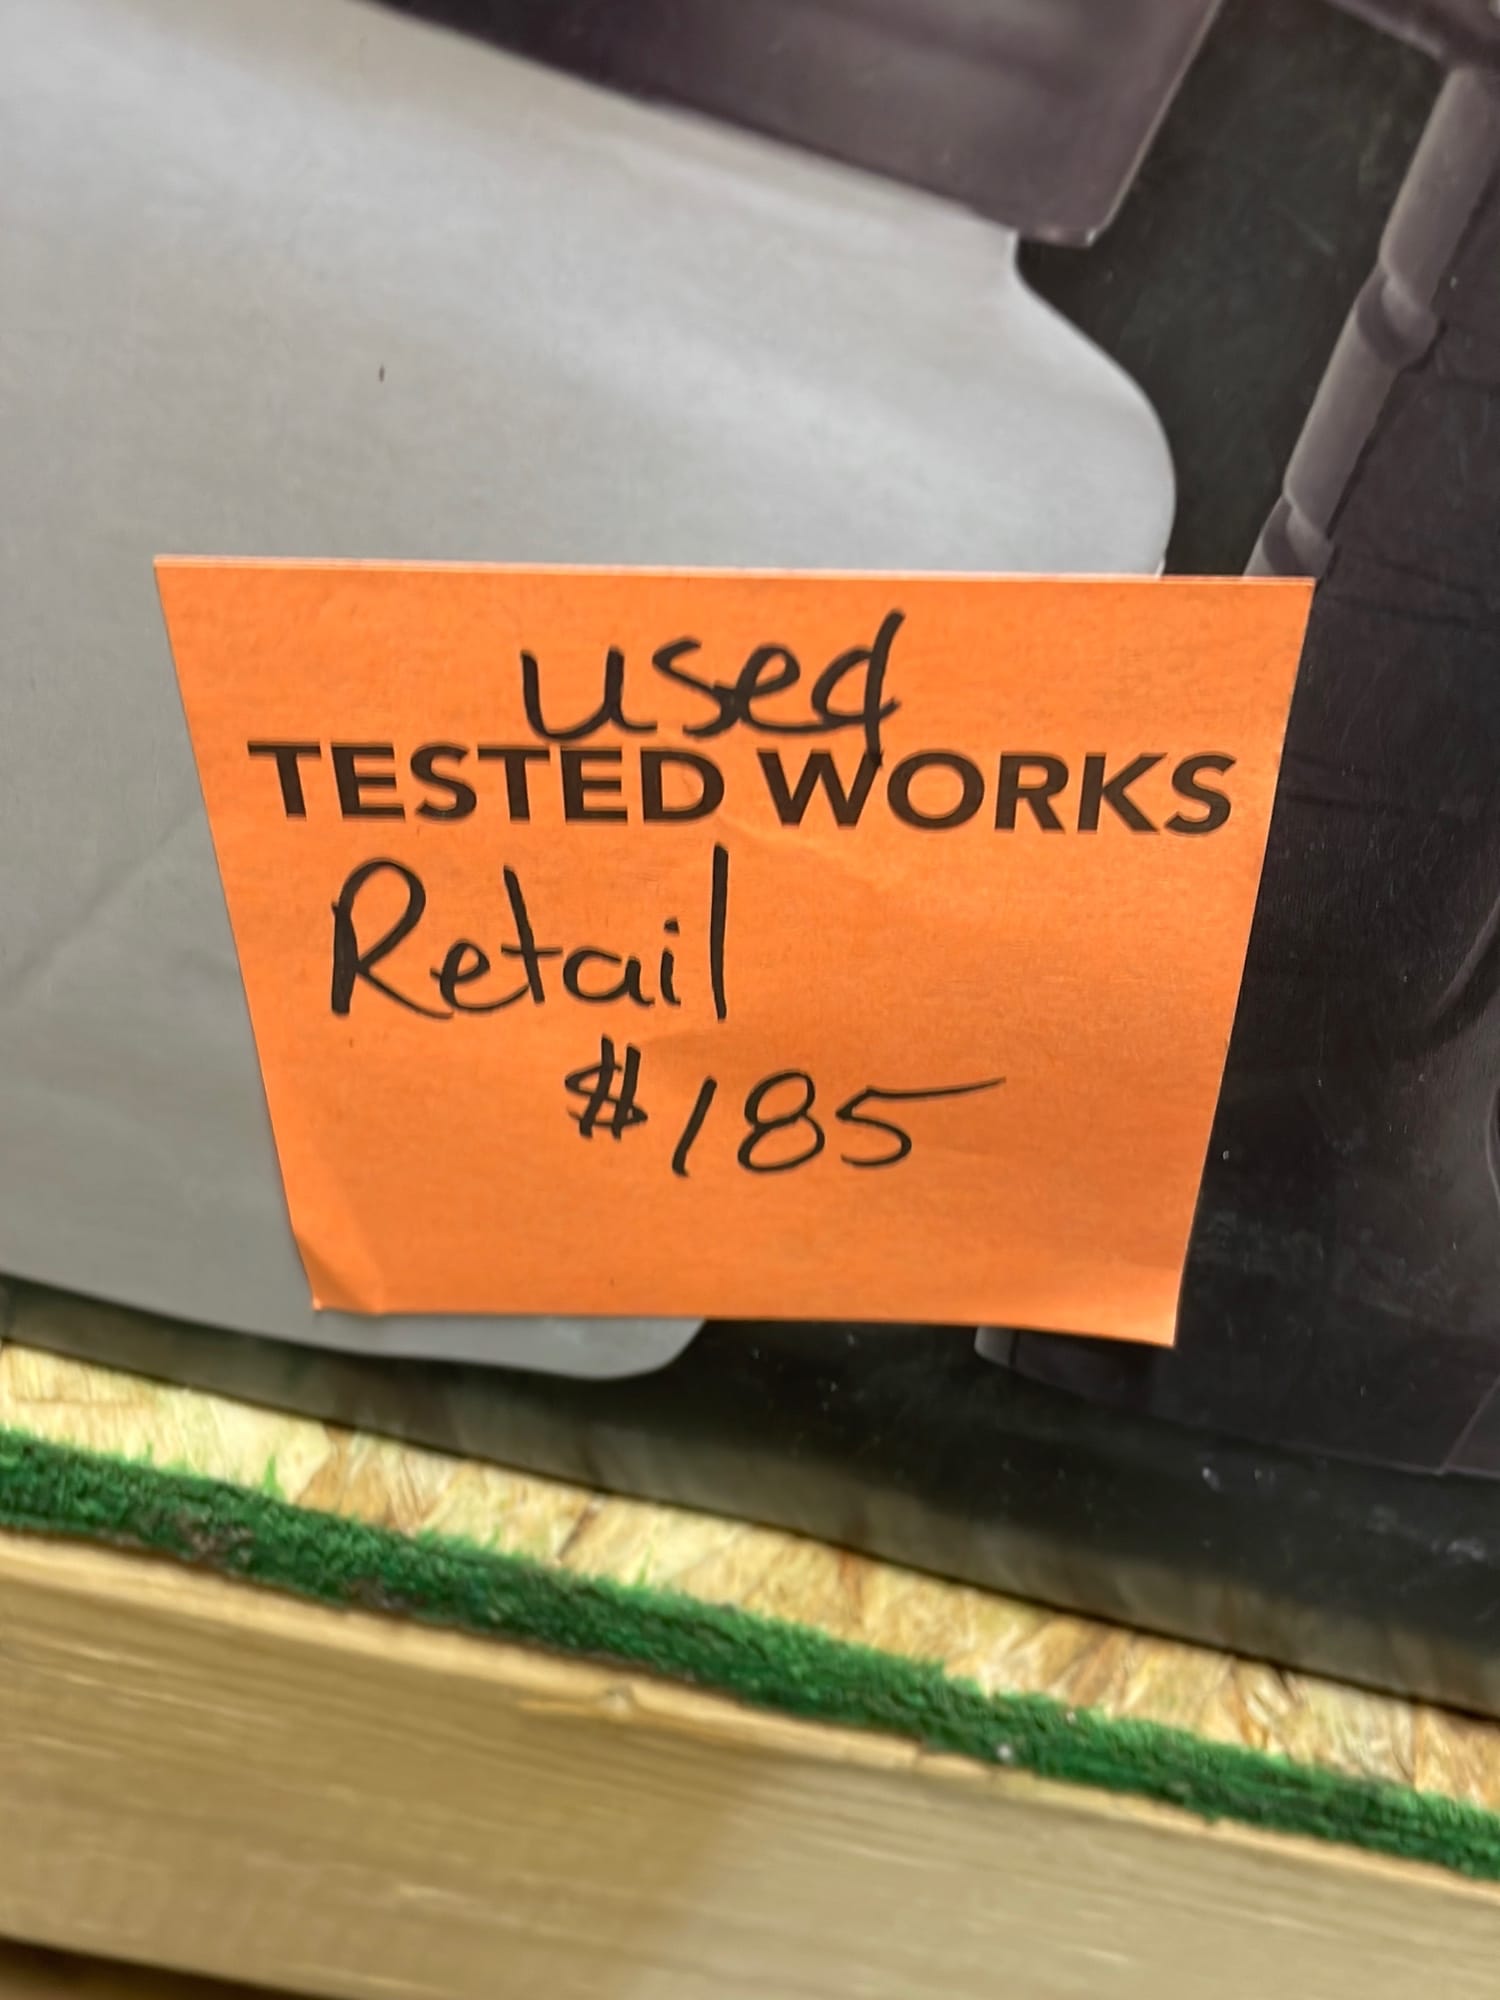 used
TESTED WORKS
Retail
$185